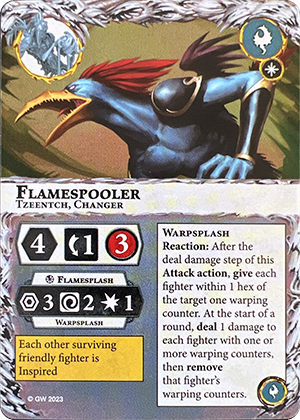 FLAMESPOOLER
TZEENTCH, CHANGER
4 1 3
FLAMESPLASH
3 2 1
WARPSPLASH
Each other surviving
friendly fighter is
Inspired
© GW 2023
WARPSPLASH
Reaction: After the
deal damage step of this
Attack action, give each
fighter within 1 hex of
the target one warping
counter. At the start of a
round, deal 1 damage to
each fighter with one or
more warping counters,
then remove
that fighter's
warping counters.